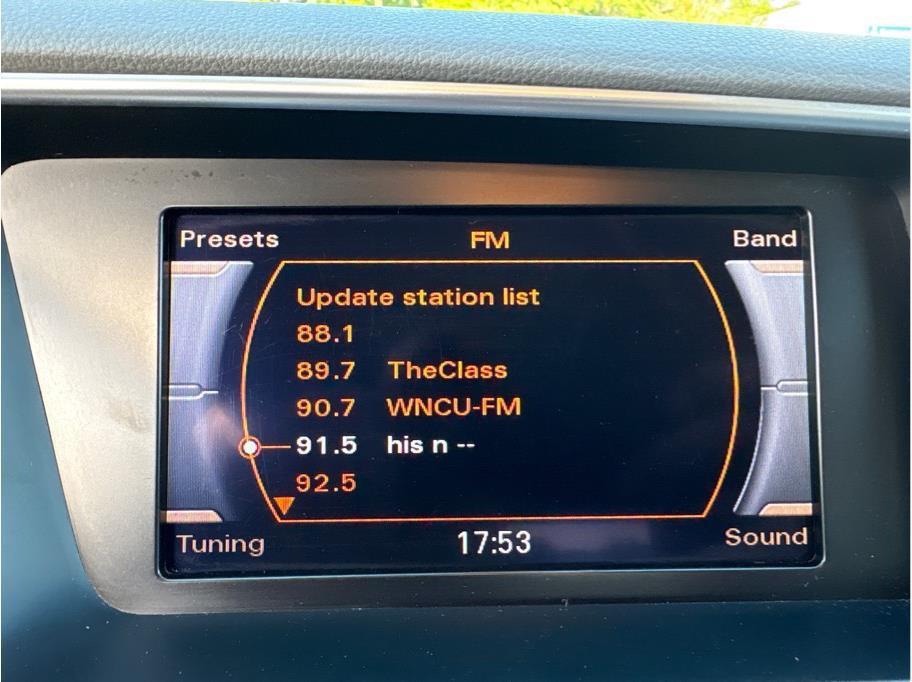 Presets FM Band
Update station list
88.1
89.7 TheClass
90.7 WNCU-FM
91.5 his n --
92.5
Tuning 17:53 Sound